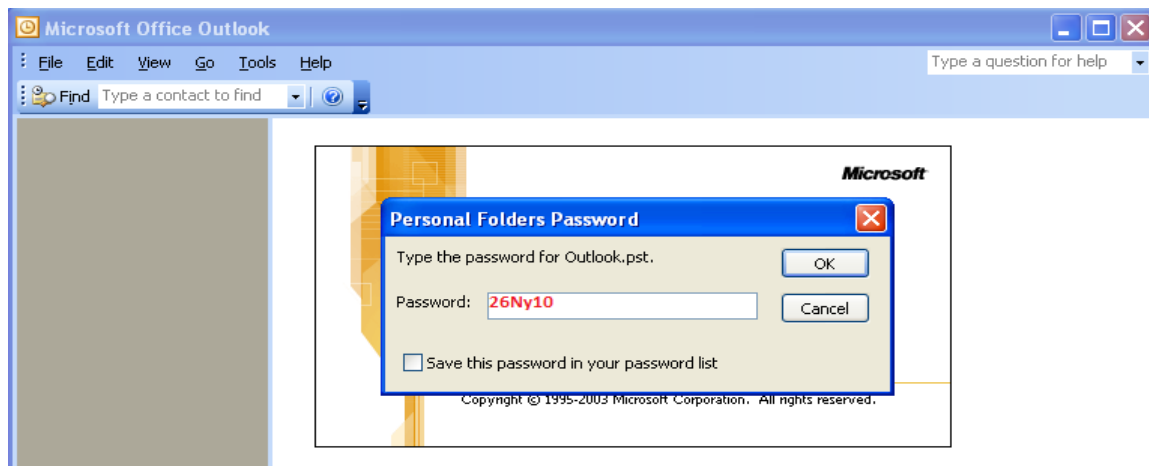 Microsoft Office Outlook
File Edit View Go Tools Help
Type a question for help
Find Type a contact to find
Microsoft
Personal Folders Password
Type the password for Outlook.pst.
OK
Password: 26Ny10
Cancel
Save this password in your password list
Copyright © 1995-2003 Microsoft Corporation. All rights reserved.